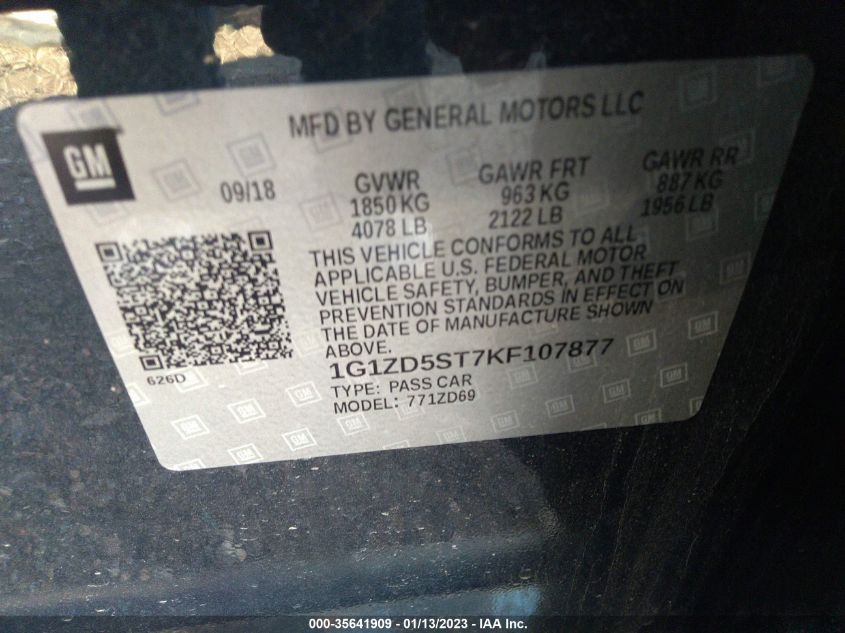 MFD BY GENERAL MOTORS LLC
GM
09/18
GVWR
1850 KG
4078 LB
GAWR FRT
963 KG
2122 LB
GAWR RR
887 KG
1956 LB
THIS VEHICLE CONFORMS TO ALL
APPLICABLE U.S. FEDERAL MOTOR
VEHICLE SAFETY, BUMPER, AND THEFT
PREVENTION STANDARDS IN EFFECT ON
THE DATE OF MANUFACTURE SHOWN
ABOVE.
626D
1G1ZD5ST7KF107877
TYPE: PASS CAR
MODEL: 771ZD69
000-35641909 - 01/13/2023 - IAA Inc.